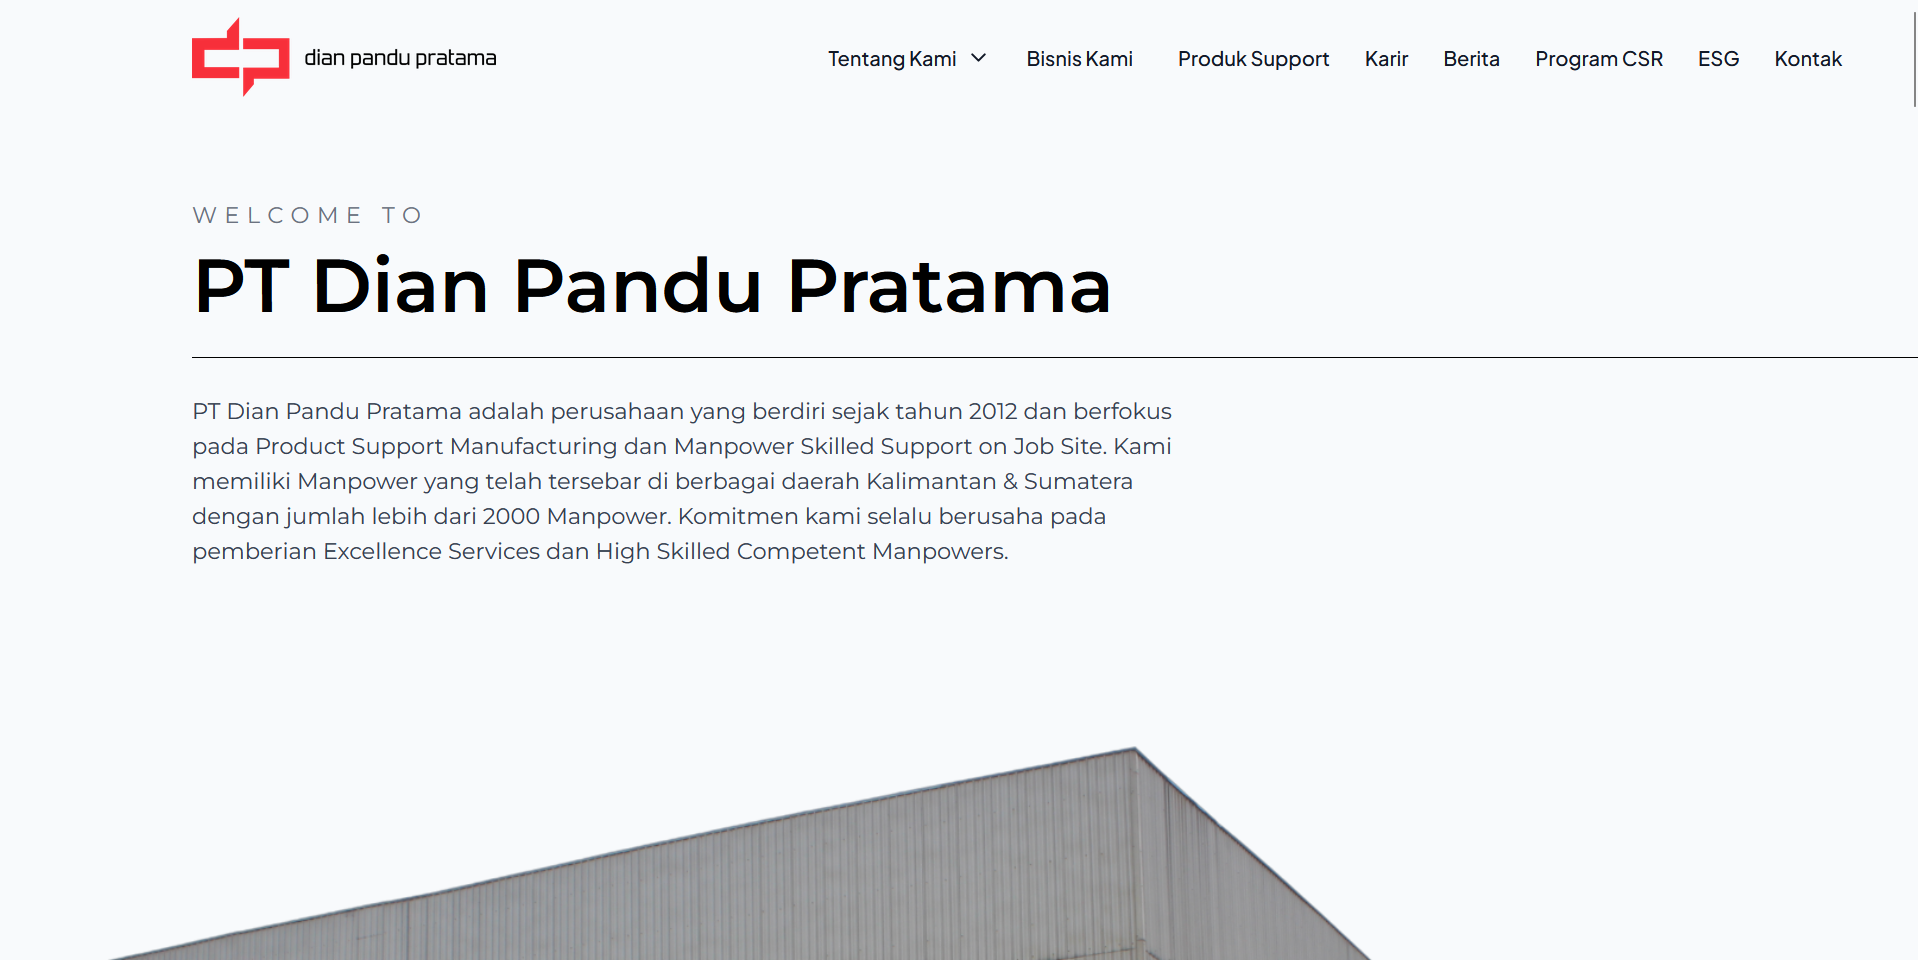 dian pandu pratama
Tentang Kami
Bisnis Kami
Produk Support
Karir
Berita
Program CSR
ESG
Kontak
WELCOME TO
PT Dian Pandu Pratama
PT Dian Pandu Pratama adalah perusahaan yang berdiri sejak tahun 2012 dan berfokus
pada Product Support Manufacturing dan Manpower Skilled Support on Job Site. Kami
memiliki Manpower yang telah tersebar di berbagai daerah Kalimantan & Sumatera
dengan jumlah lebih dari 2000 Manpower. Komitmen kami selalu berusaha pada
pemberian Excellence Services dan High Skilled Competent Manpowers.